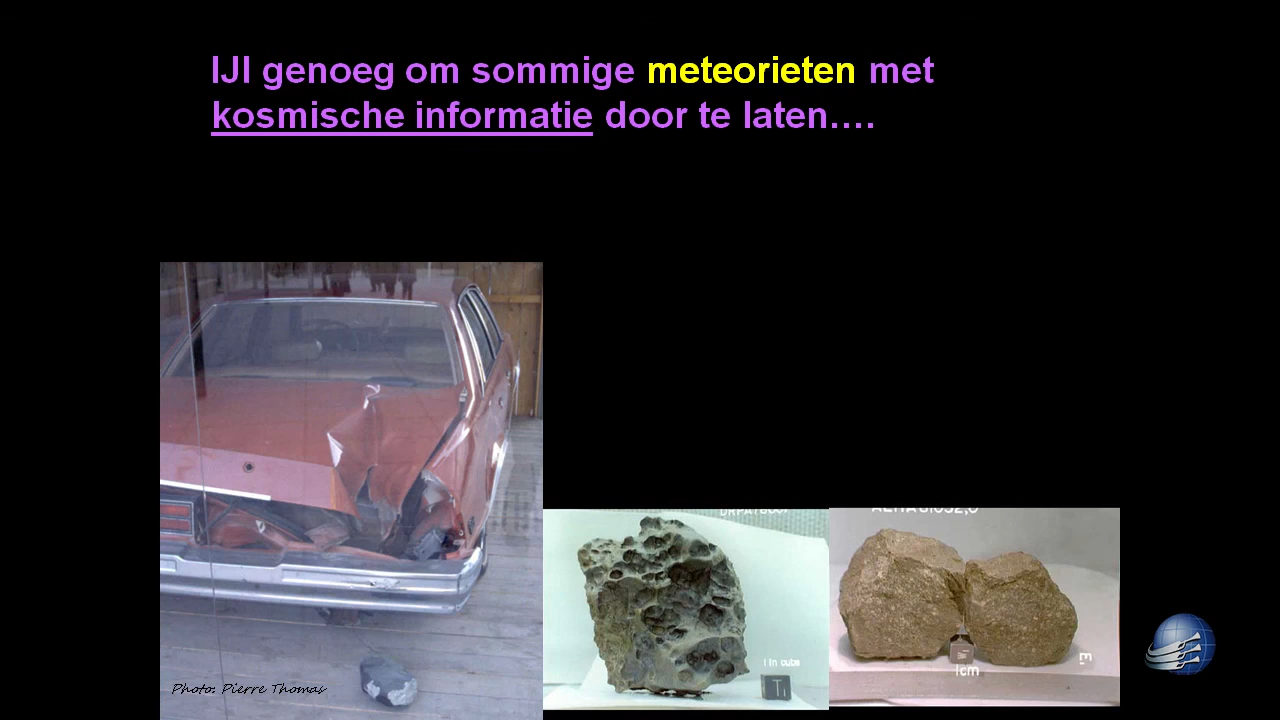 IJl genoeg om sommige meteorieten met
kosmische informatie door te laten….
1 in cube
T
1cm
E
Photo: Pierre Thomas